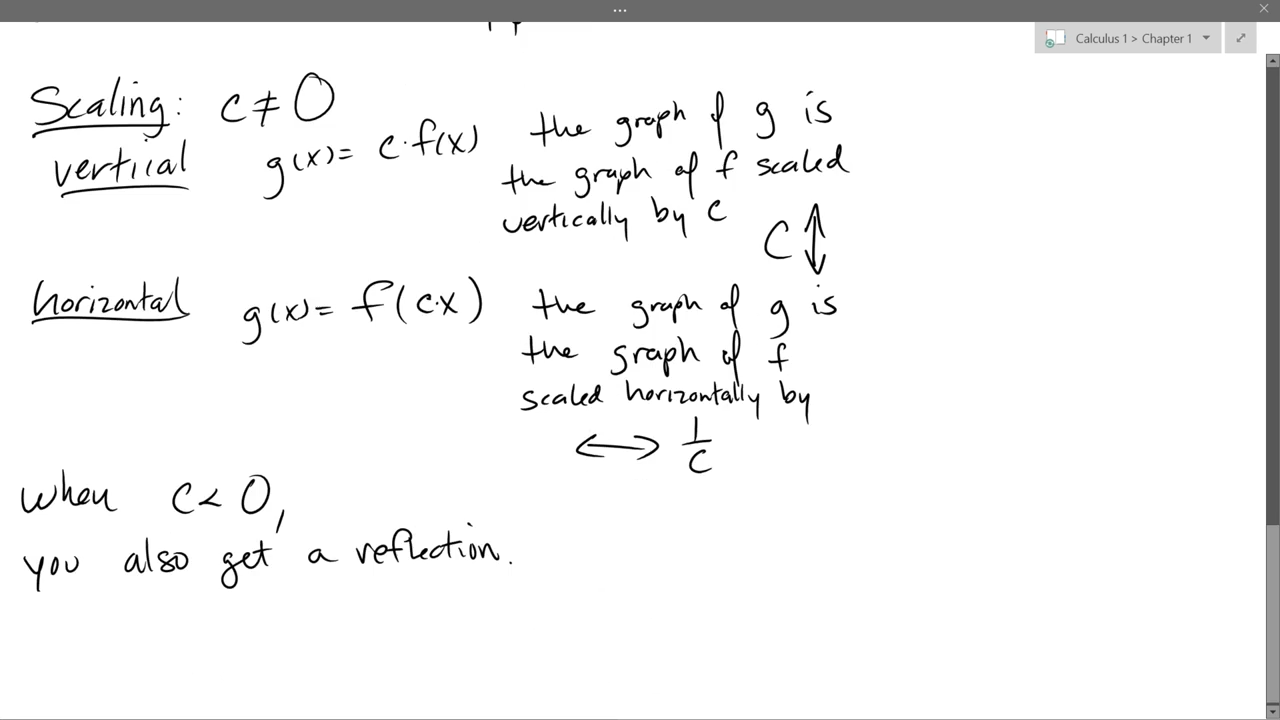 Calculus 1 > Chapter 1
Scaling: c ≠ 0
vertical g(x) = c·f(x) the graph of g is
the graph of f scaled
vertically by c
c ↕
horizontal g(x) = f(c·x) the graph of g is
the graph of f
scaled horizontally by
↔ 1/c
when c < 0,
you also get a reflection.